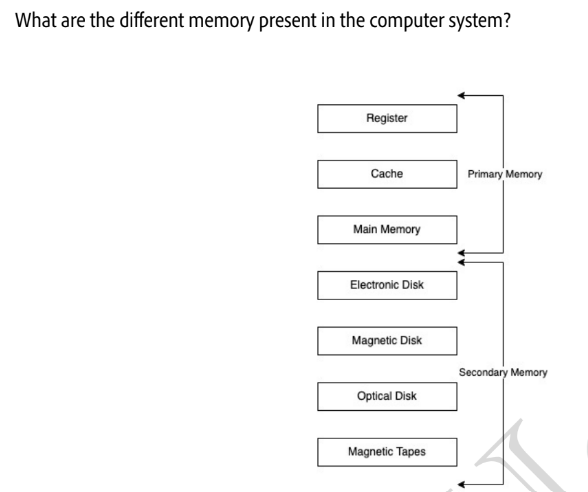 What are the different memory present in the computer system?
Register
Cache
Primary Memory
Main Memory
Electronic Disk
Magnetic Disk
Secondary Memory
Optical Disk
Magnetic Tapes